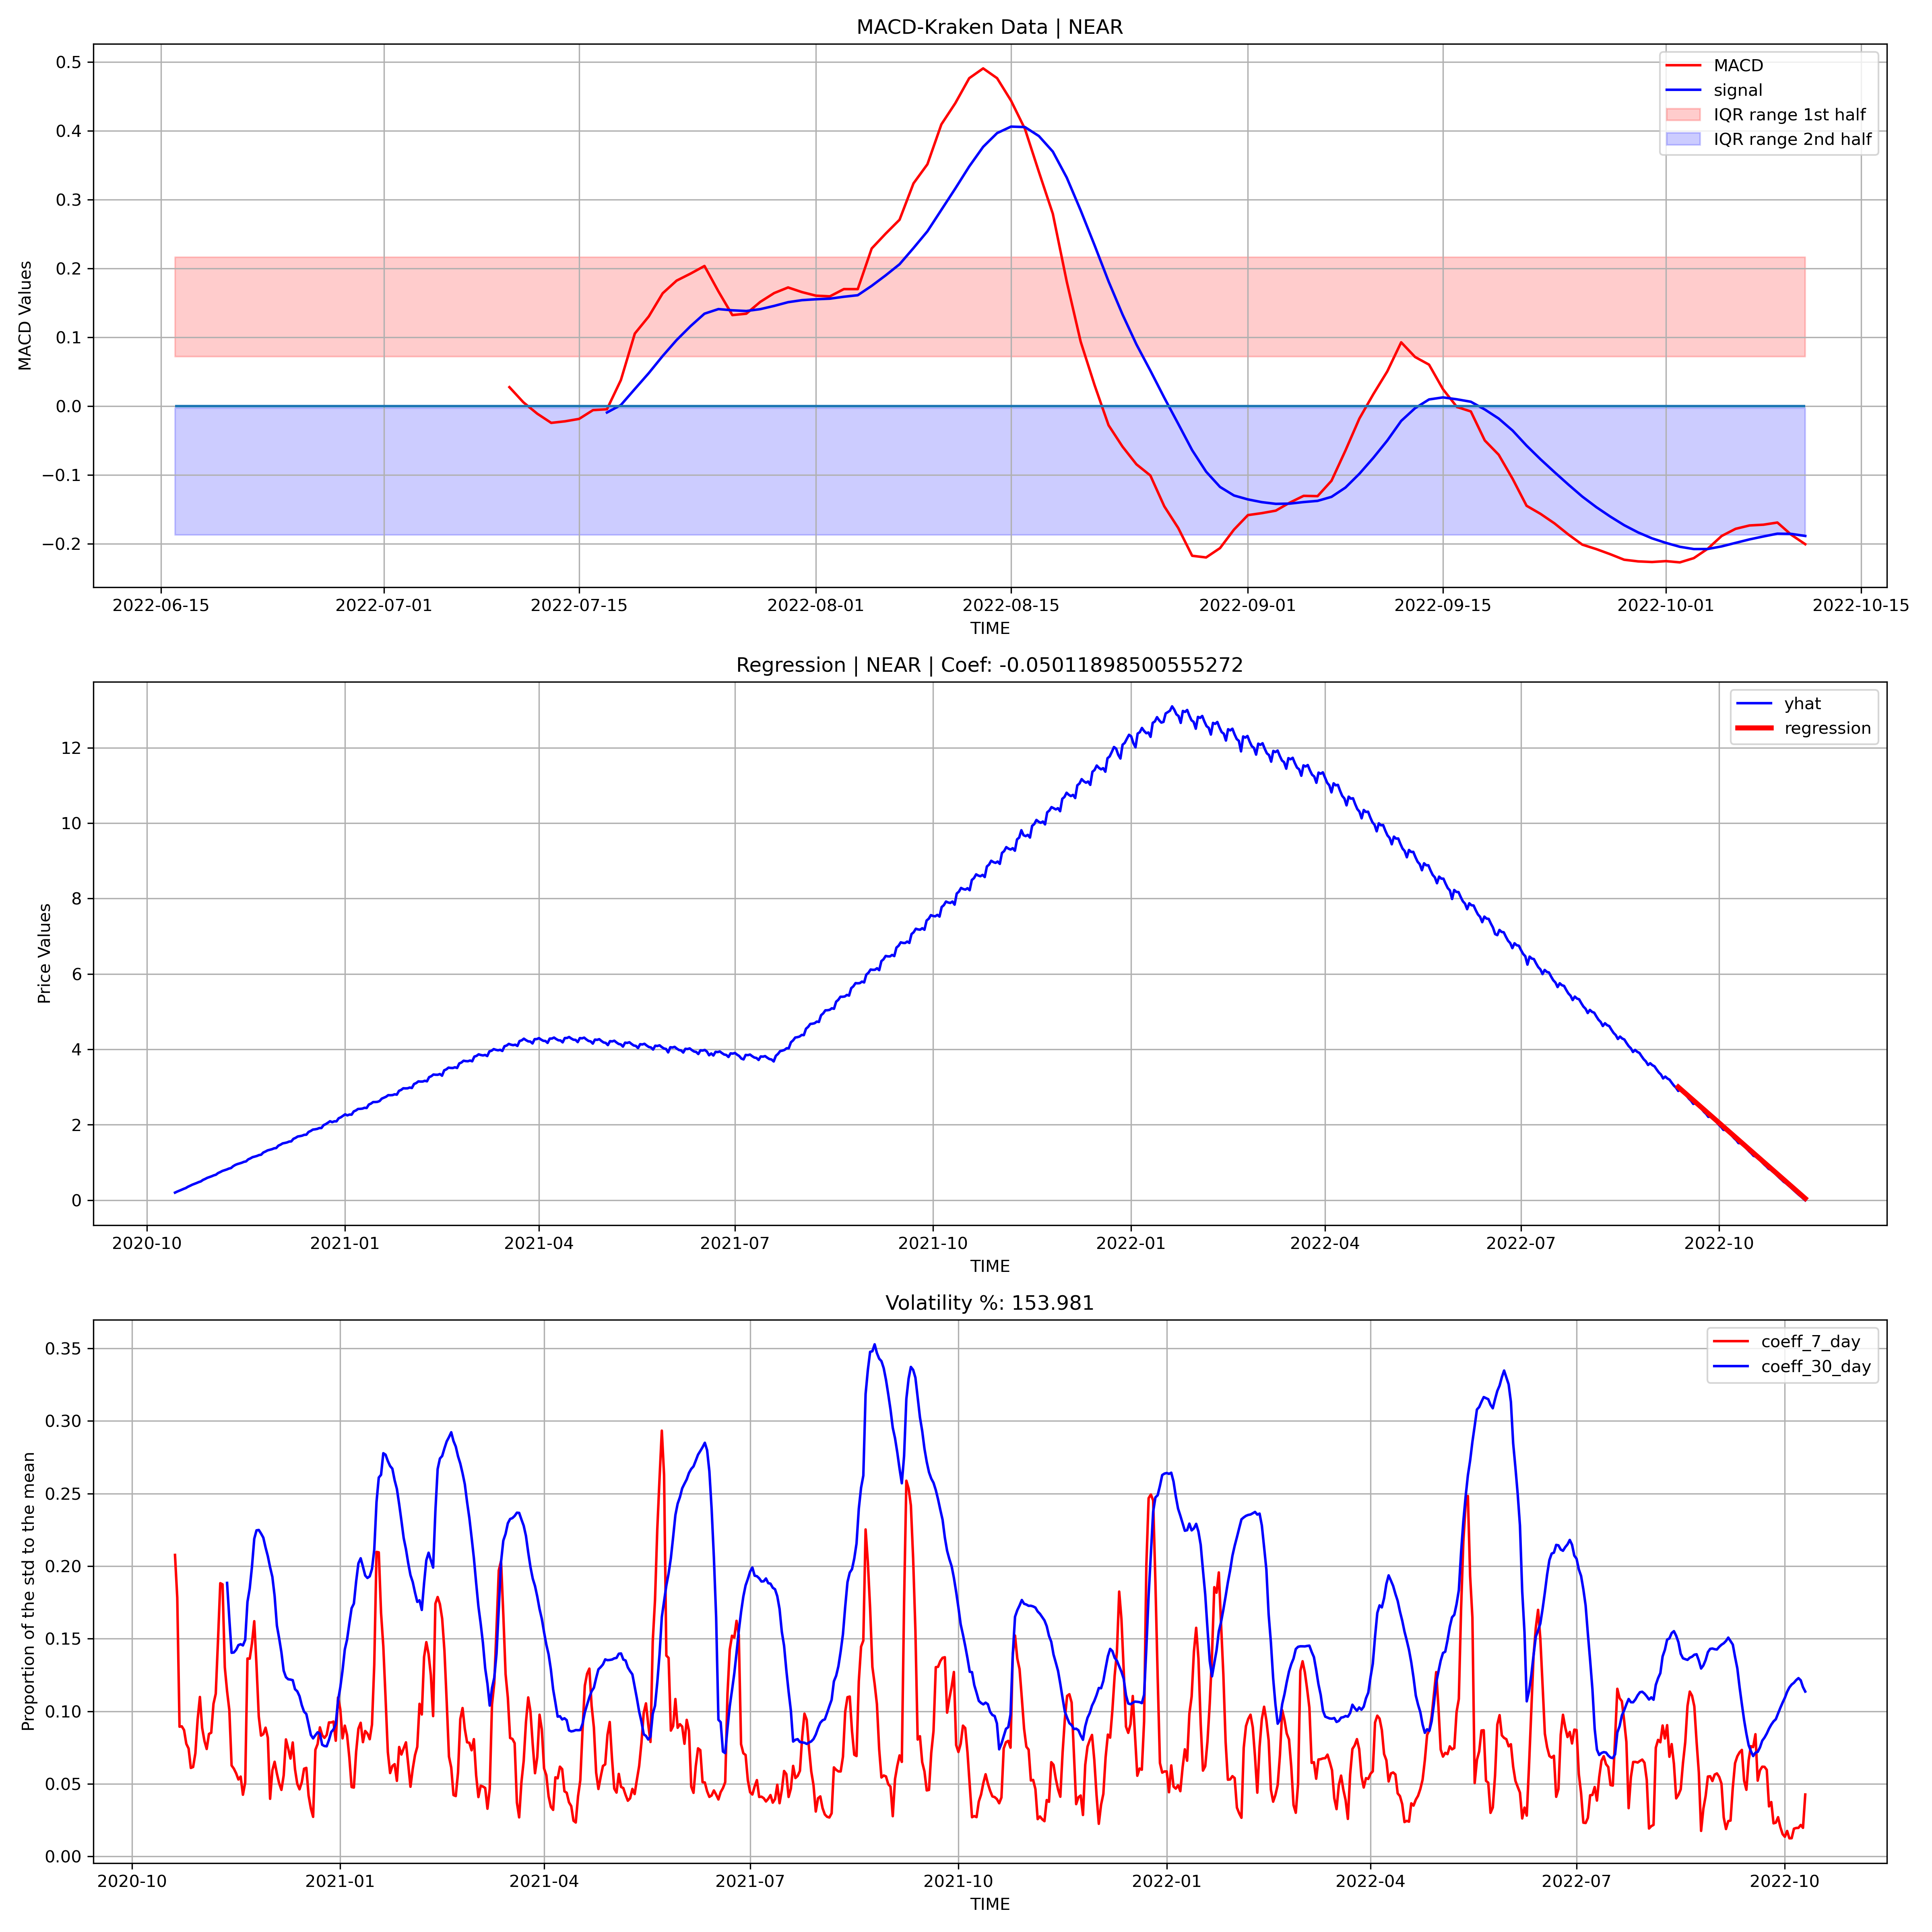 MACD-Kraken Data | NEAR
MACD Values
0.5
0.4
0.3
0.2
0.1
0.0
−0.1
−0.2
MACD
signal
IQR range 1st half
IQR range 2nd half
2022-06-15 2022-07-01 2022-07-15 2022-08-01 2022-08-15 2022-09-01 2022-09-15 2022-10-01 2022-10-15
TIME
Regression | NEAR | Coef: -0.05011898500555272
Price Values
12
10
8
6
4
2
0
yhat
regression
2020-10 2021-01 2021-04 2021-07 2021-10 2022-01 2022-04 2022-07 2022-10
TIME
Volatility %: 153.981
Proportion of the std to the mean
0.35
0.30
0.25
0.20
0.15
0.10
0.05
0.00
coeff_7_day
coeff_30_day
2020-10 2021-01 2021-04 2021-07 2021-10 2022-01 2022-04 2022-07 2022-10
TIME